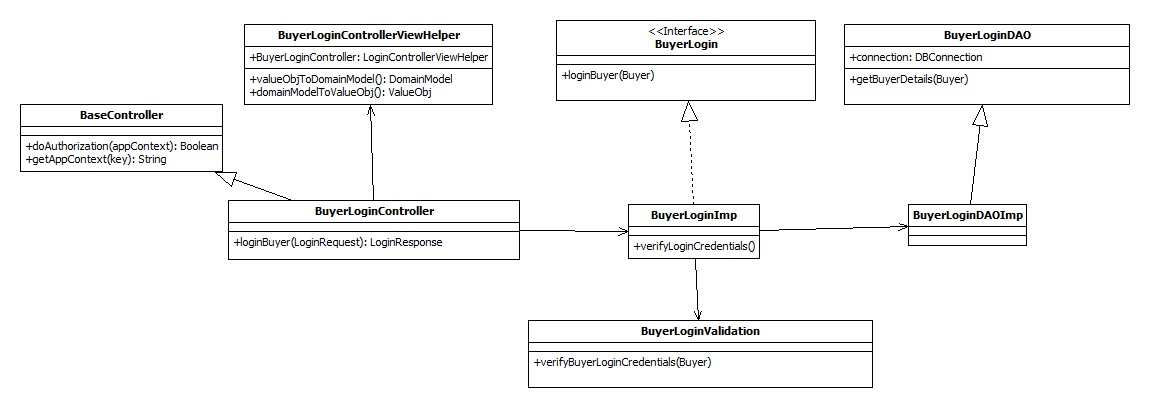 BuyerLoginControllerViewHelper
+BuyerLoginController: LoginControllerViewHelper
+valueObjToDomainModel(): DomainModel
+domainModelToValueObj(): ValueObj
<<Interface>>
BuyerLogin
+loginBuyer(Buyer)
BuyerLoginDAO
+connection: DBConnection
+getBuyerDetails(Buyer)
BaseController
+doAuthorization(appContext): Boolean
+getAppContext(key): String
BuyerLoginController
+loginBuyer(LoginRequest): LoginResponse
BuyerLoginImp
+verifyLoginCredentials()
BuyerLoginDAOImp
BuyerLoginValidation
+verifyBuyerLoginCredentials(Buyer)